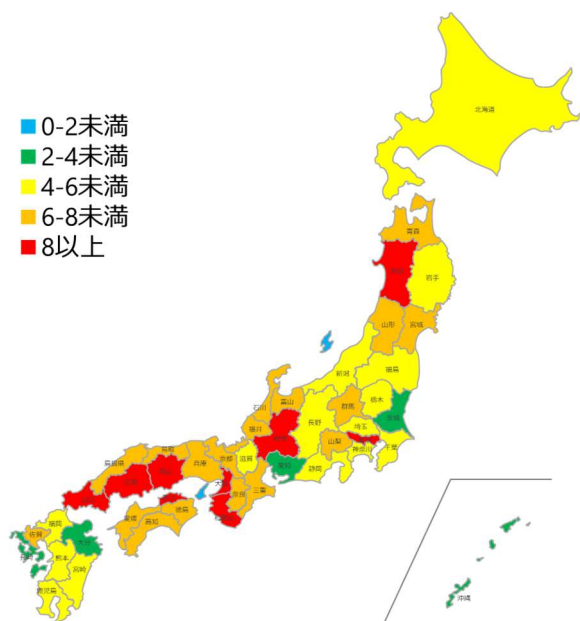 0-2未満
2-4未満
4-6未満
6-8未満
8以上
北海道
青森
岩手
山形
宮城
新潟
福島
栃木
群馬
埼玉
千葉
神奈川
山梨
長野
静岡
富山
石川
福井
滋賀
京都
兵庫
鳥取
島根県
奈良
三重
徳島
高知
愛媛
福岡
佐賀
熊本
宮崎
鹿児島
沖縄